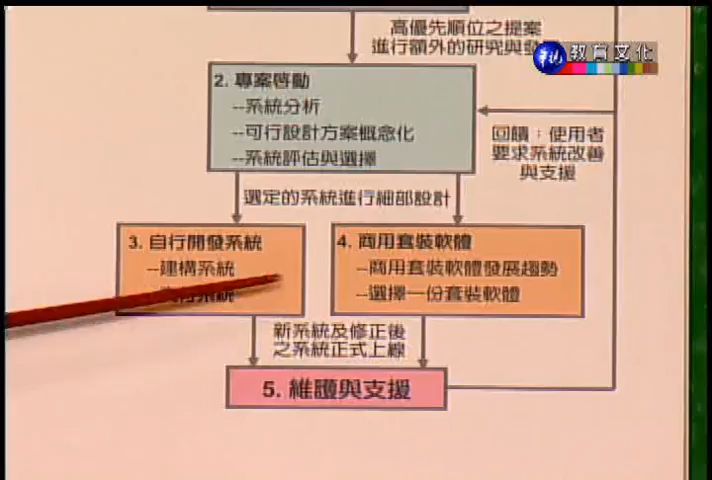 高優先順位之提案
進行額外的研究與發
華視 教育文化
2. 專案啓動
--系統分析
--可行設計方案概念化
--系統評估與選擇
回饋：使用者
要求系統改善
與支援
選定的系統進行細部設計
3. 自行開發系統
--建構系統
4. 商用套裝軟體
--商用套裝軟體發展趨勢
--選擇一份套裝軟體
新系統及修正後
之系統正式上線
5. 維護與支援